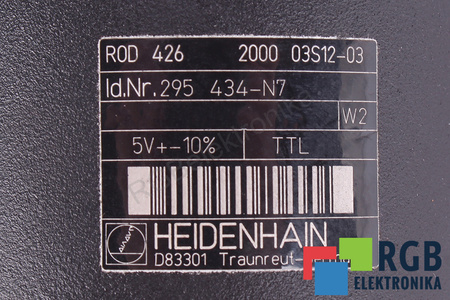 ROD 426 2000 03S12-03
Id.Nr. 295 434-N7
W2
5V+-10% TTL
HEIDENHAIN
D83301 Traunreut-
RGB
ELEKTRONIKA